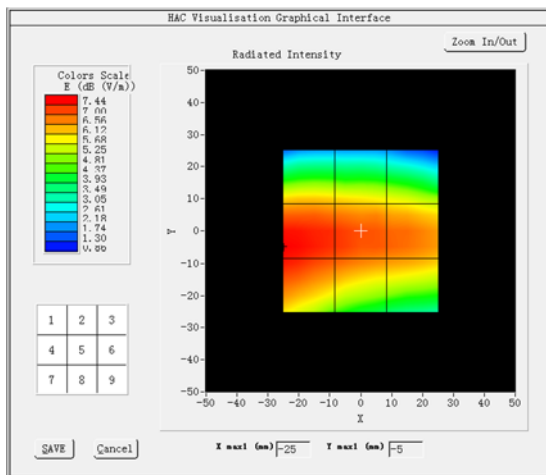 HAC Visualisation Graphical Interface
Zoom In/Out
Radiated Intensity
Colors Scale
E (dB (V/m))
7.44
7.00
6.56
6.12
5.68
5.25
4.81
4.37
3.93
3.49
3.05
2.61
2.18
1.74
1.30
0.86
50
40
30
20
10
0
-10
-20
-30
-40
-50
Y
-50 -40 -30 -20 -10 0 10 20 30 40 50
X
1 2 3
4 5 6
7 8 9
SAVE Cancel
X max1 (mm) -25 Y max1 (mm) -5